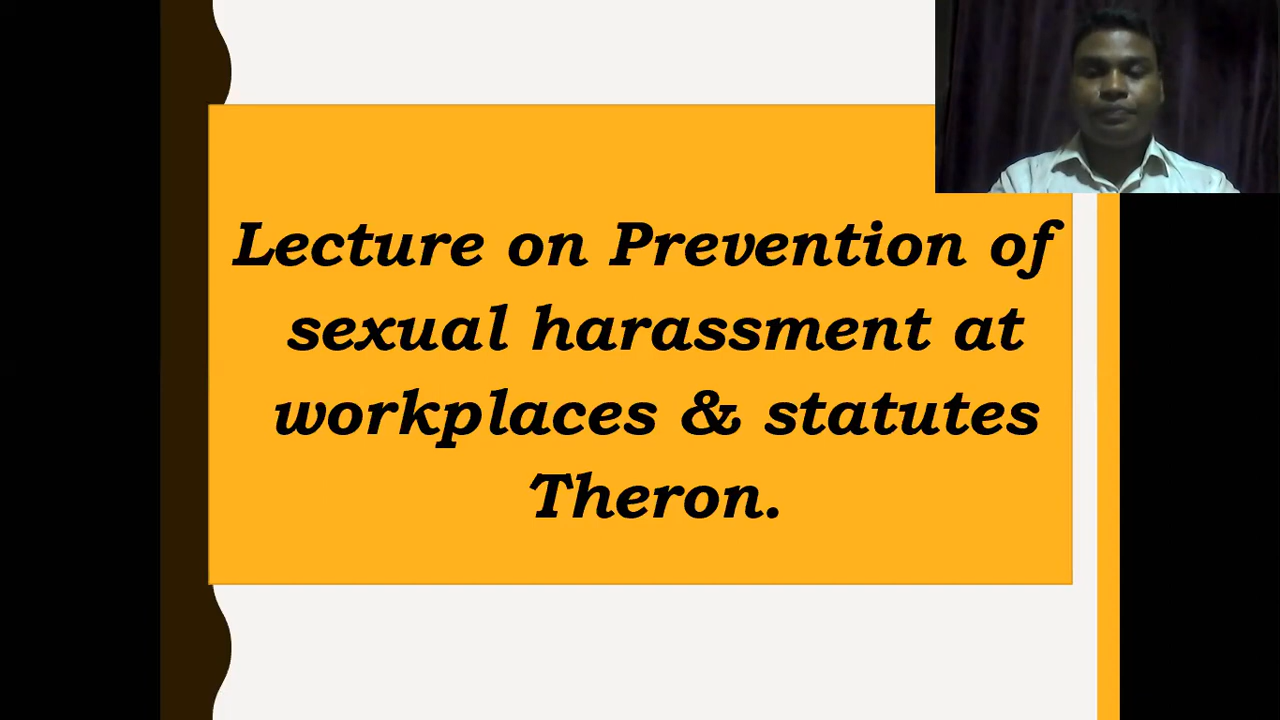 Lecture on Prevention of
sexual harassment at
workplaces & statutes
Theron.